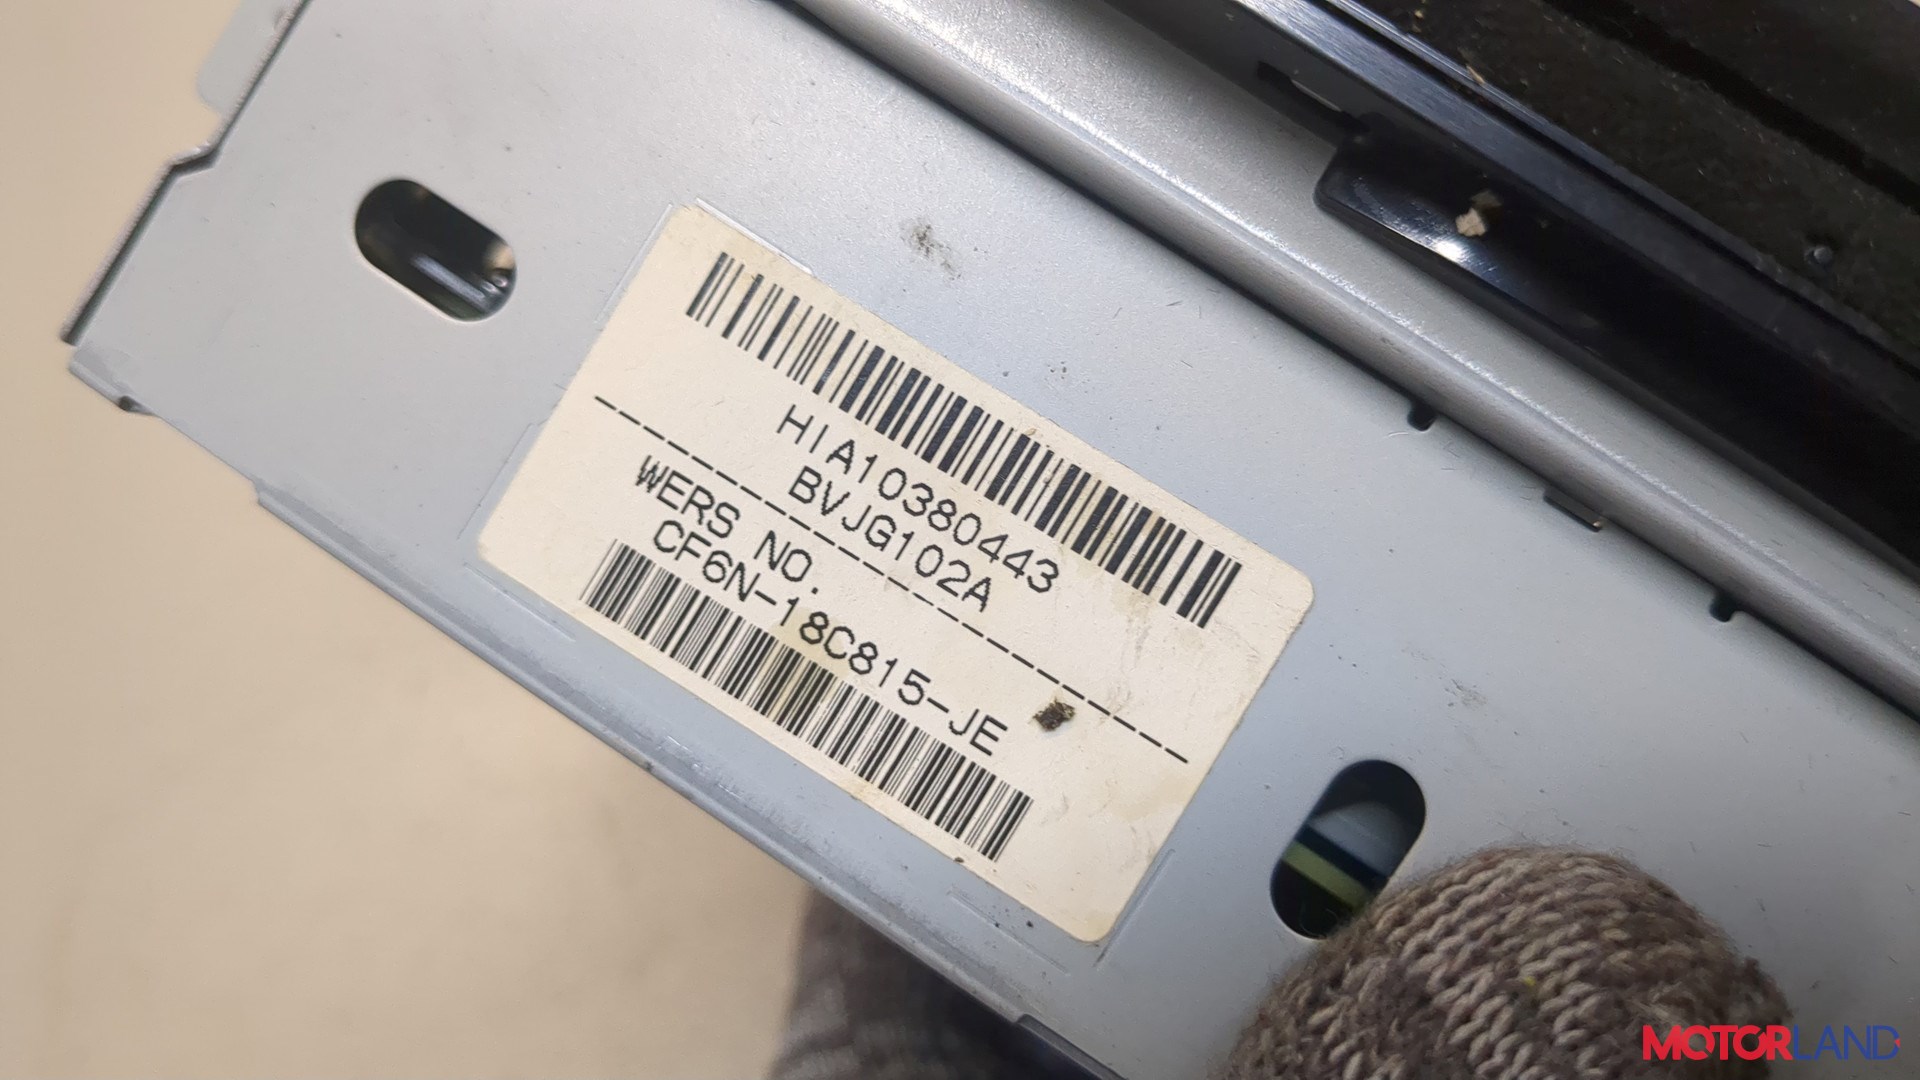 HIA10380443
BVJG102A
WERS NO.
CF6N-18C815-JE
MOTORLAND